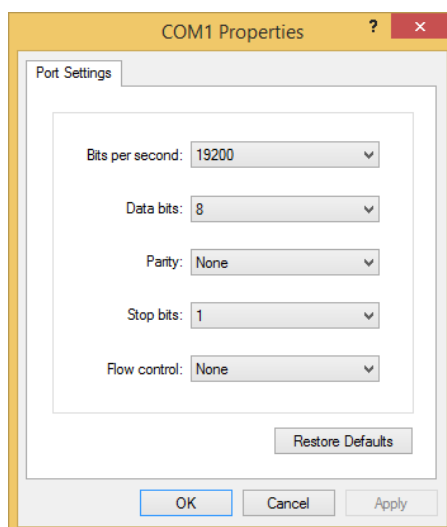 COM1 Properties ?
Port Settings
Bits per second: 19200
Data bits: 8
Parity: None
Stop bits: 1
Flow control: None
Restore Defaults
OK Cancel Apply